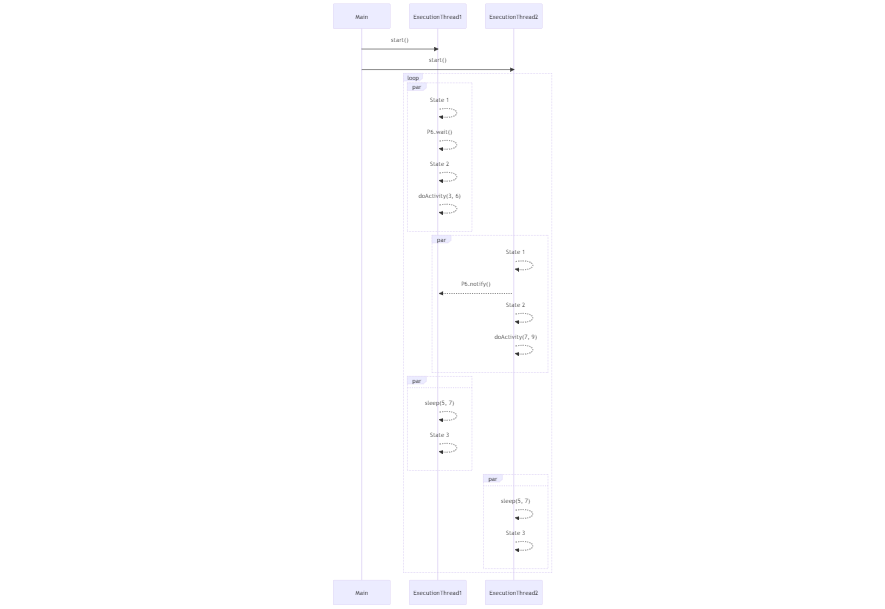 Main
ExecutionThread1
ExecutionThread2
start()
start()
loop
par
State 1
P6.wait()
State 2
doActivity(3, 6)
par
State 1
P6.notify()
State 2
doActivity(7, 9)
par
sleep(5, 7)
State 3
par
sleep(5, 7)
State 3
Main
ExecutionThread1
ExecutionThread2